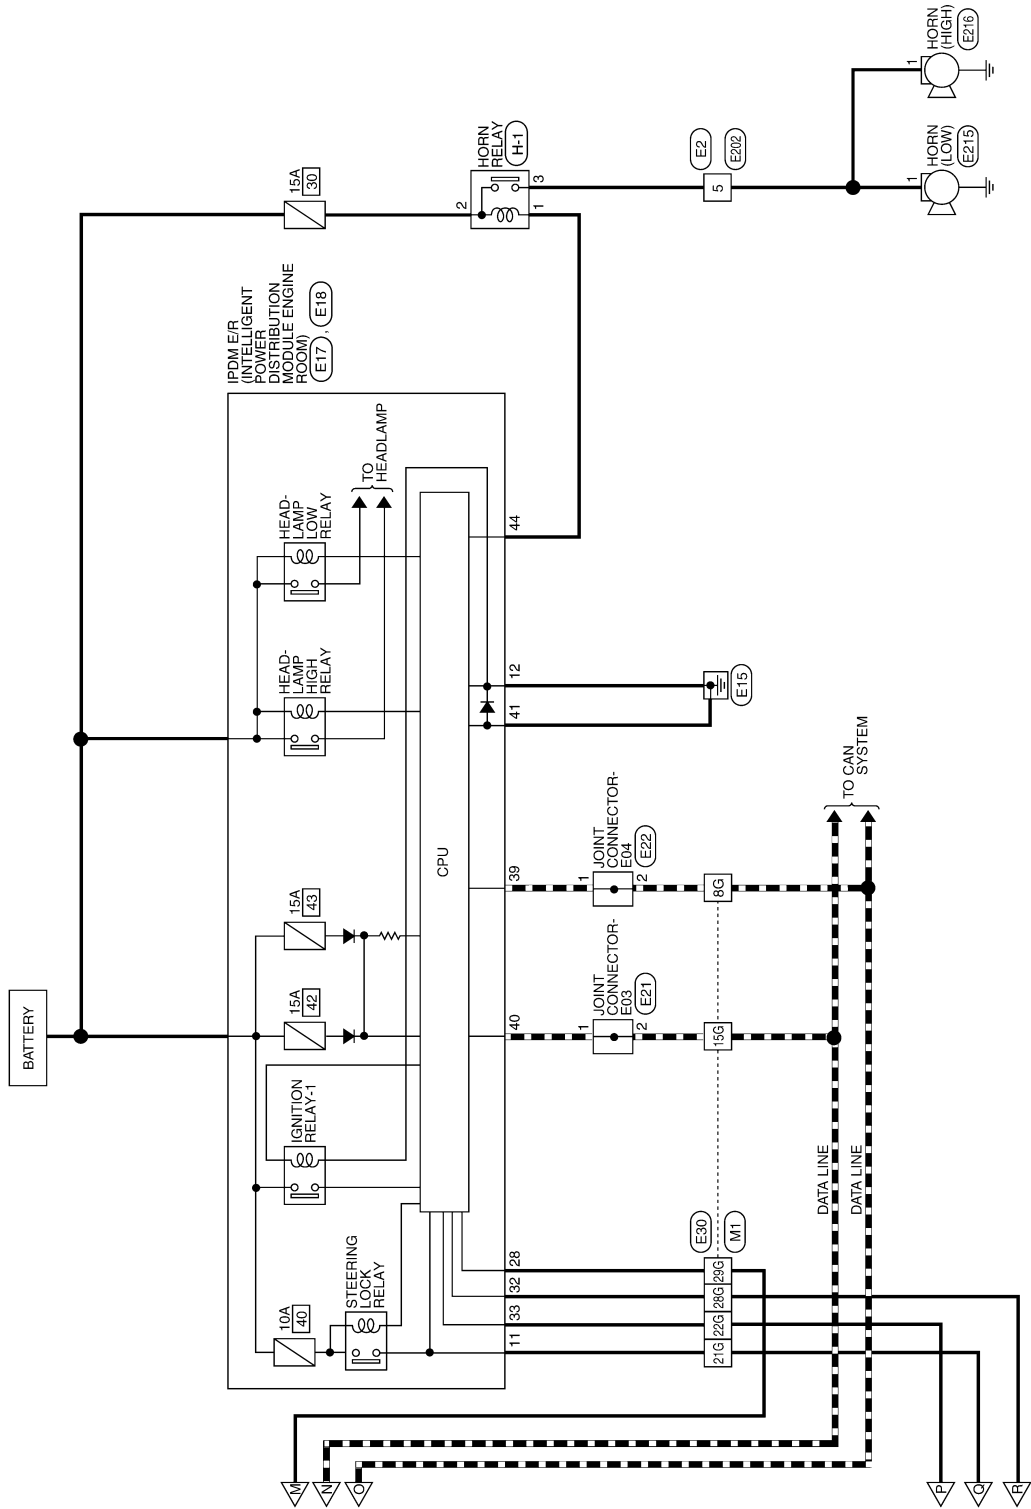 BATTERY
15A
30
HORN
RELAY
H-1
2
3
1
E2
E202
5
HORN
(HIGH)
E216
1
HORN
(LOW)
E215
1
IPDM E/R
(INTELLIGENT
POWER
DISTRIBUTION
MODULE ENGINE
ROOM)
E17 , E18
HEAD-
LAMP
LOW
RELAY
TO
HEADLAMP
HEAD-
LAMP
HIGH
RELAY
15A
43
15A
42
IGNITION
RELAY-1
10A
40
STEERING
LOCK
RELAY
CPU
44
12
41
39
40
28
32
33
11
E15
JOINT
CONNECTOR-
E04
E22
1
2
JOINT
CONNECTOR-
E03
E21
1
2
8G
15G
E30
M1
29G
28G
22G
21G
TO CAN
SYSTEM
DATA LINE
DATA LINE
M
N
O
P
Q
R